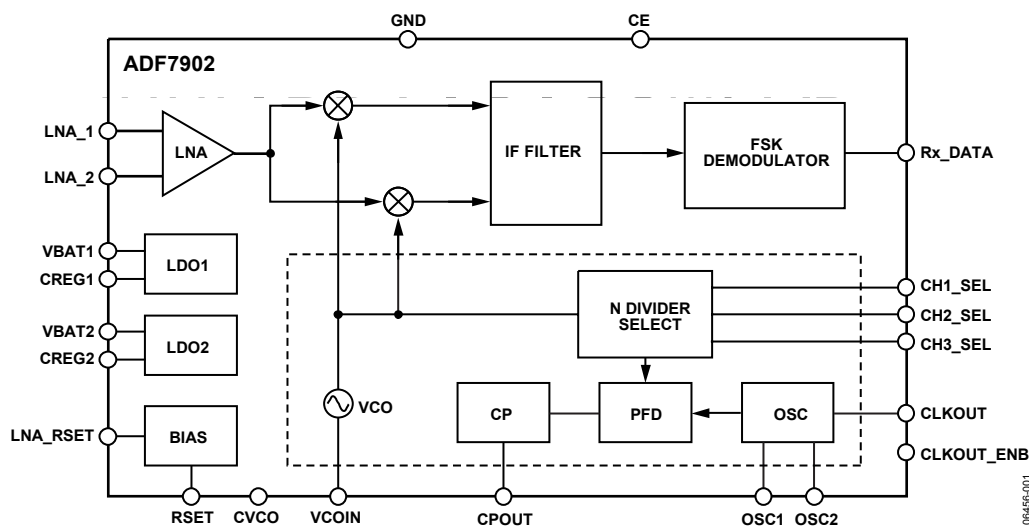 GND
CE
ADF7902
LNA_1
LNA_2
LNA
IF FILTER
FSK
DEMODULATOR
Rx_DATA
VBAT1
CREG1
LDO1
VBAT2
CREG2
LDO2
N DIVIDER
SELECT
CH1_SEL
CH2_SEL
CH3_SEL
VCO
CP
PFD
OSC
CLKOUT
CLKOUT_ENB
LNA_RSET
BIAS
RSET
CVCO
VCOIN
CPOUT
OSC1
OSC2
06456-001